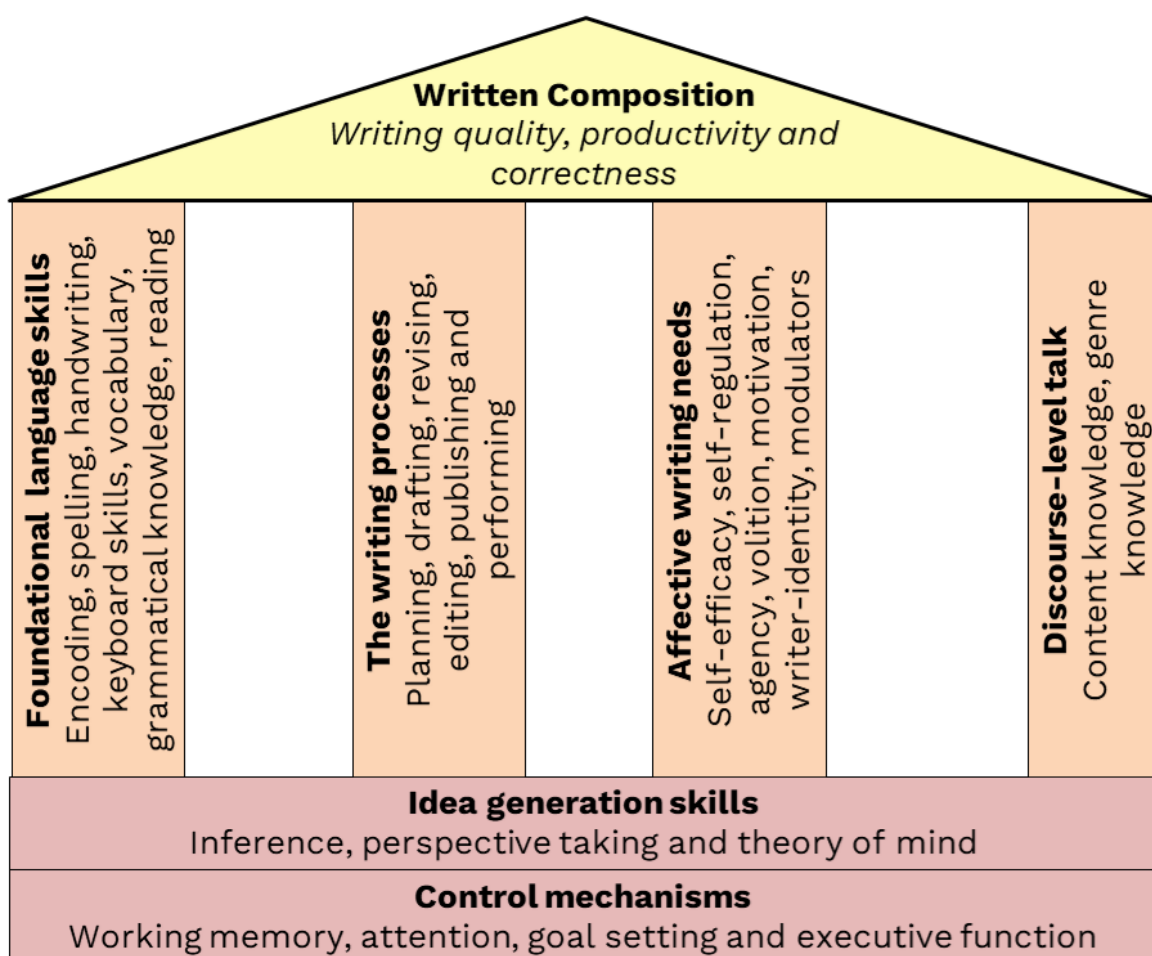 Written Composition
Writing quality, productivity and
correctness
Foundational language skills
Encoding, spelling, handwriting,
keyboard skills, vocabulary,
grammatical knowledge, reading
The writing processes
Planning, drafting, revising,
editing, publishing and
performing
Affective writing needs
Self-efficacy, self-regulation,
agency, volition, motivation,
writer-identity, modulators
Discourse-level talk
Content knowledge, genre
knowledge
Idea generation skills
Inference, perspective taking and theory of mind
Control mechanisms
Working memory, attention, goal setting and executive function